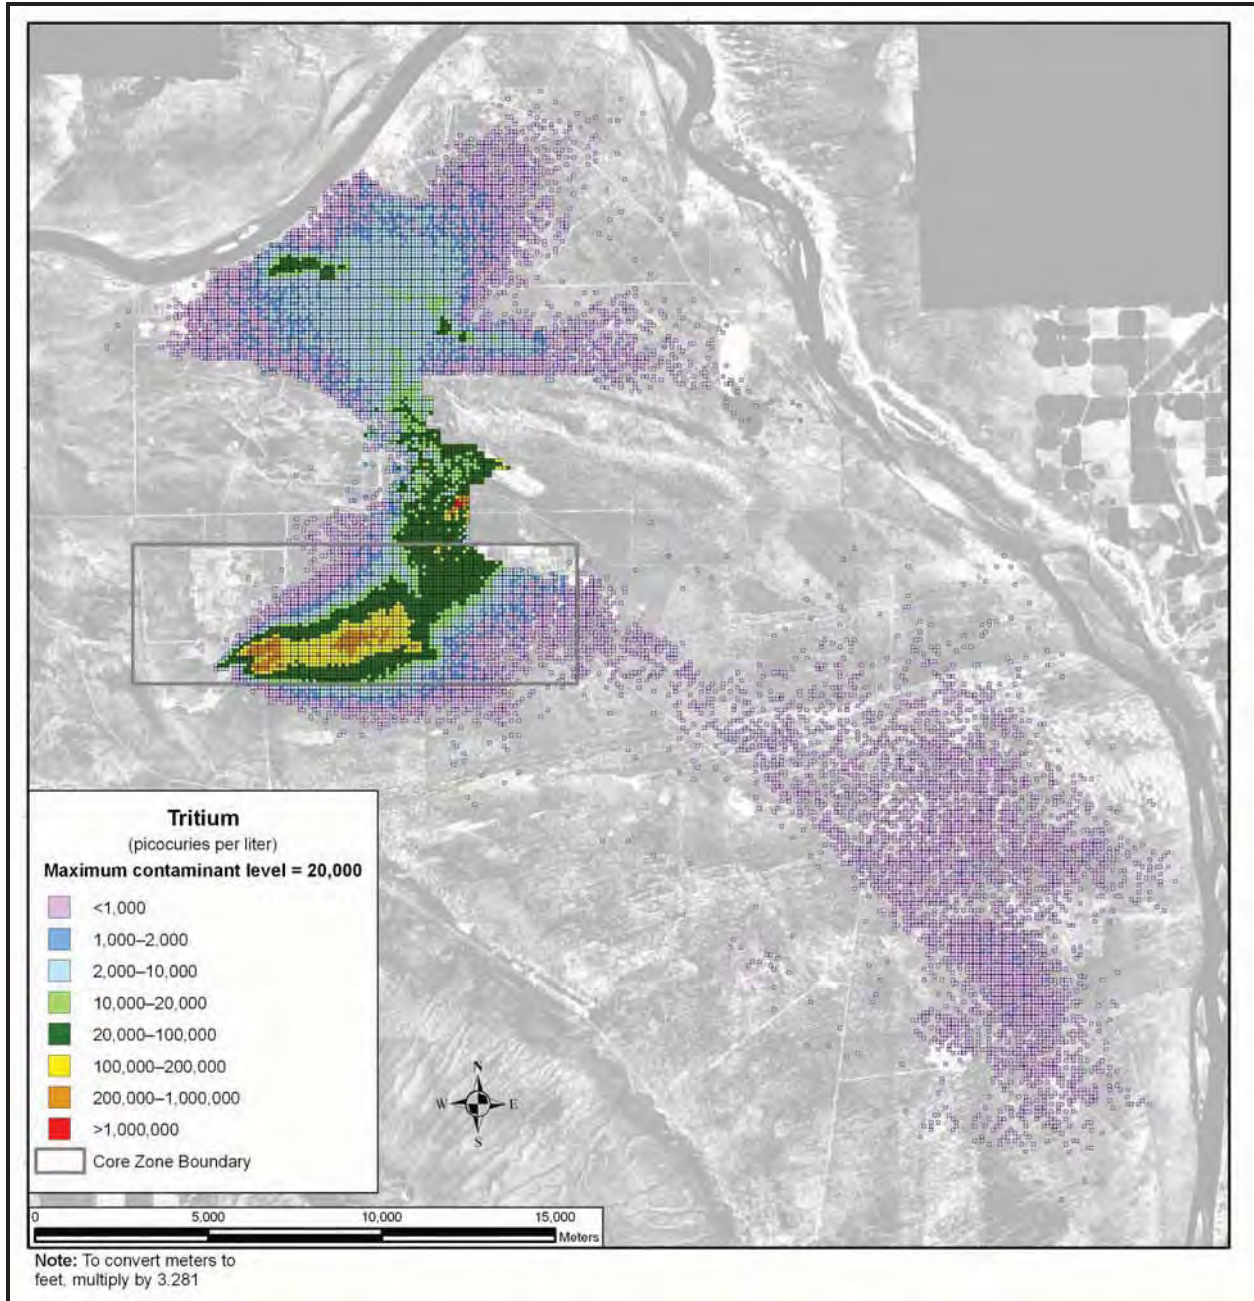 Tritium
(picocuries per liter)
Maximum contaminant level = 20,000
<1,000
1,000–2,000
2,000–10,000
10,000–20,000
20,000–100,000
100,000–200,000
200,000–1,000,000
>1,000,000
Core Zone Boundary
N
W E
S
0 5,000 10,000 15,000
Meters
Note: To convert meters to
feet, multiply by 3.281